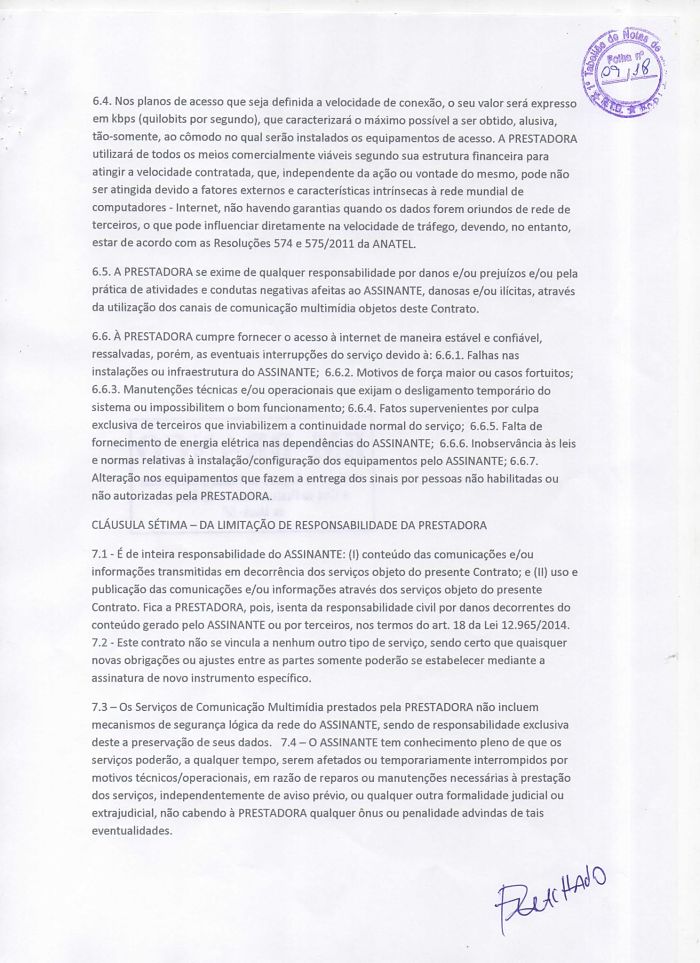 1º Tabelião de Notas de
Folha nº
09/18
R.T.D.
6.4. Nos planos de acesso que seja definida a velocidade de conexão, o seu valor será expresso
em kbps (quilobits por segundo), que caracterizará o máximo possível a ser obtido, alusiva,
tão-somente, ao cômodo no qual serão instalados os equipamentos de acesso. A PRESTADORA
utilizará de todos os meios comercialmente viáveis segundo sua estrutura financeira para
atingir a velocidade contratada, que, independente da ação ou vontade do mesmo, pode não
ser atingida devido a fatores externos e características intrínsecas à rede mundial de
computadores - Internet, não havendo garantias quando os dados forem oriundos de rede de
terceiros, o que pode influenciar diretamente na velocidade de tráfego, devendo, no entanto,
estar de acordo com as Resoluções 574 e 575/2011 da ANATEL.
6.5. A PRESTADORA se exime de qualquer responsabilidade por danos e/ou prejuízos e/ou pela
prática de atividades e condutas negativas afeitas ao ASSINANTE, danosas e/ou ilícitas, através
da utilização dos canais de comunicação multimídia objetos deste Contrato.
6.6. À PRESTADORA cumpre fornecer o acesso à internet de maneira estável e confiável,
ressalvadas, porém, as eventuais interrupções do serviço devido à: 6.6.1. Falhas nas
instalações ou infraestrutura do ASSINANTE; 6.6.2. Motivos de força maior ou casos fortuitos;
6.6.3. Manutenções técnicas e/ou operacionais que exijam o desligamento temporário do
sistema ou impossibilitem o bom funcionamento; 6.6.4. Fatos supervenientes por culpa
exclusiva de terceiros que inviabilizem a continuidade normal do serviço; 6.6.5. Falta de
fornecimento de energia elétrica nas dependências do ASSINANTE; 6.6.6. Inobservância às leis
e normas relativas à instalação/configuração dos equipamentos pelo ASSINANTE; 6.6.7.
Alteração nos equipamentos que fazem a entrega dos sinais por pessoas não habilitadas ou
não autorizadas pela PRESTADORA.
CLÁUSULA SÉTIMA – DA LIMITAÇÃO DE RESPONSABILIDADE DA PRESTADORA
7.1 - É de inteira responsabilidade do ASSINANTE: (I) conteúdo das comunicações e/ou
informações transmitidas em decorrência dos serviços objeto do presente Contrato; e (II) uso e
publicação das comunicações e/ou informações através dos serviços objeto do presente
Contrato. Fica a PRESTADORA, pois, isenta da responsabilidade civil por danos decorrentes do
conteúdo gerado pelo ASSINANTE ou por terceiros, nos termos do art. 18 da Lei 12.965/2014.
7.2 - Este contrato não se vincula a nenhum outro tipo de serviço, sendo certo que quaisquer
novas obrigações ou ajustes entre as partes somente poderão se estabelecer mediante a
assinatura de novo instrumento específico.
7.3 – Os Serviços de Comunicação Multimídia prestados pela PRESTADORA não incluem
mecanismos de segurança lógica da rede do ASSINANTE, sendo de responsabilidade exclusiva
deste a preservação de seus dados. 7.4 – O ASSINANTE tem conhecimento pleno de que os
serviços poderão, a qualquer tempo, serem afetados ou temporariamente interrompidos por
motivos técnicos/operacionais, em razão de reparos ou manutenções necessárias à prestação
dos serviços, independentemente de aviso prévio, ou qualquer outra formalidade judicial ou
extrajudicial, não cabendo à PRESTADORA qualquer ônus ou penalidade advindas de tais
eventualidades.